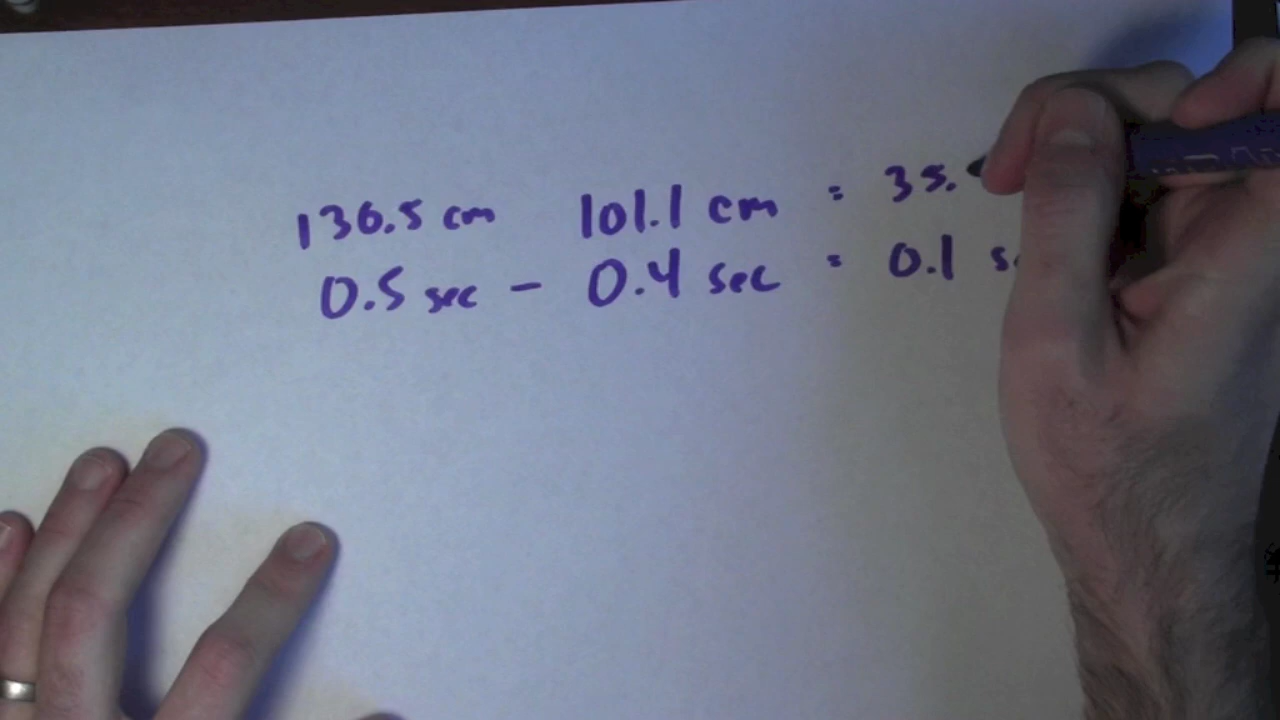 136.5 cm 101.1 cm = 35.
0.5 sec - 0.4 sec = 0.1 s